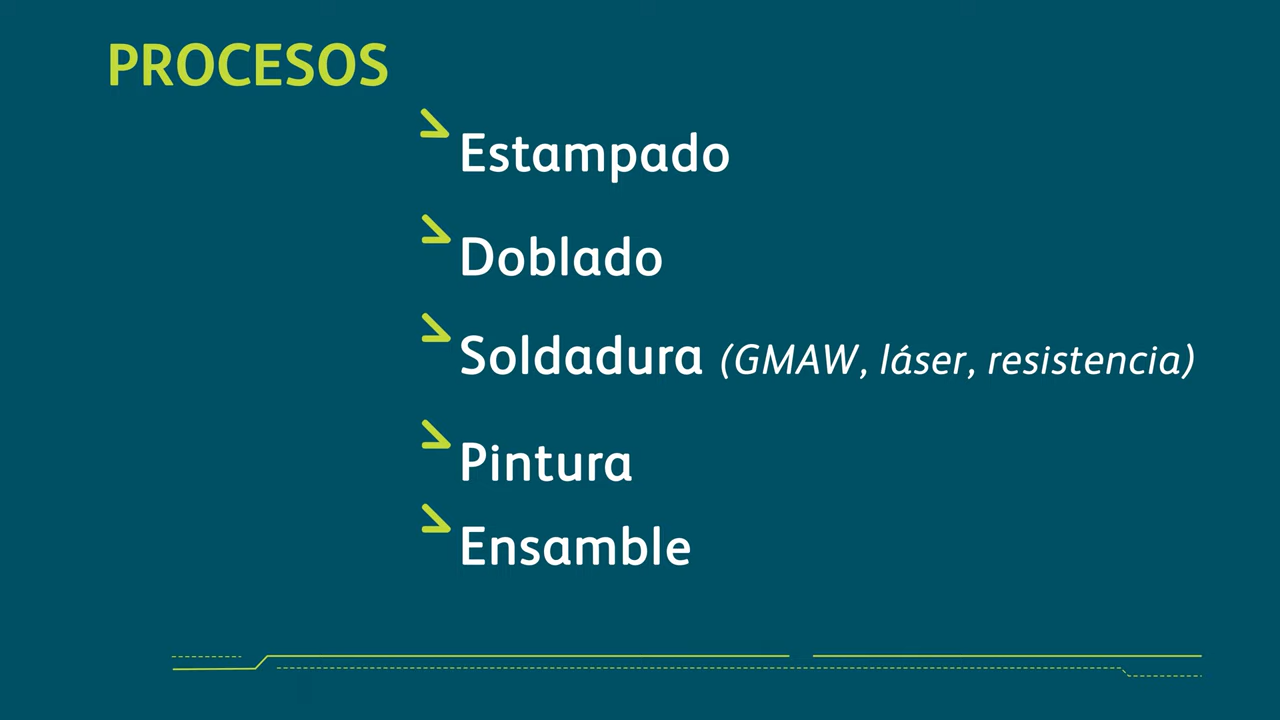 PROCESOS
Estampado
Doblado
Soldadura (GMAW, láser, resistencia)
Pintura
Ensamble